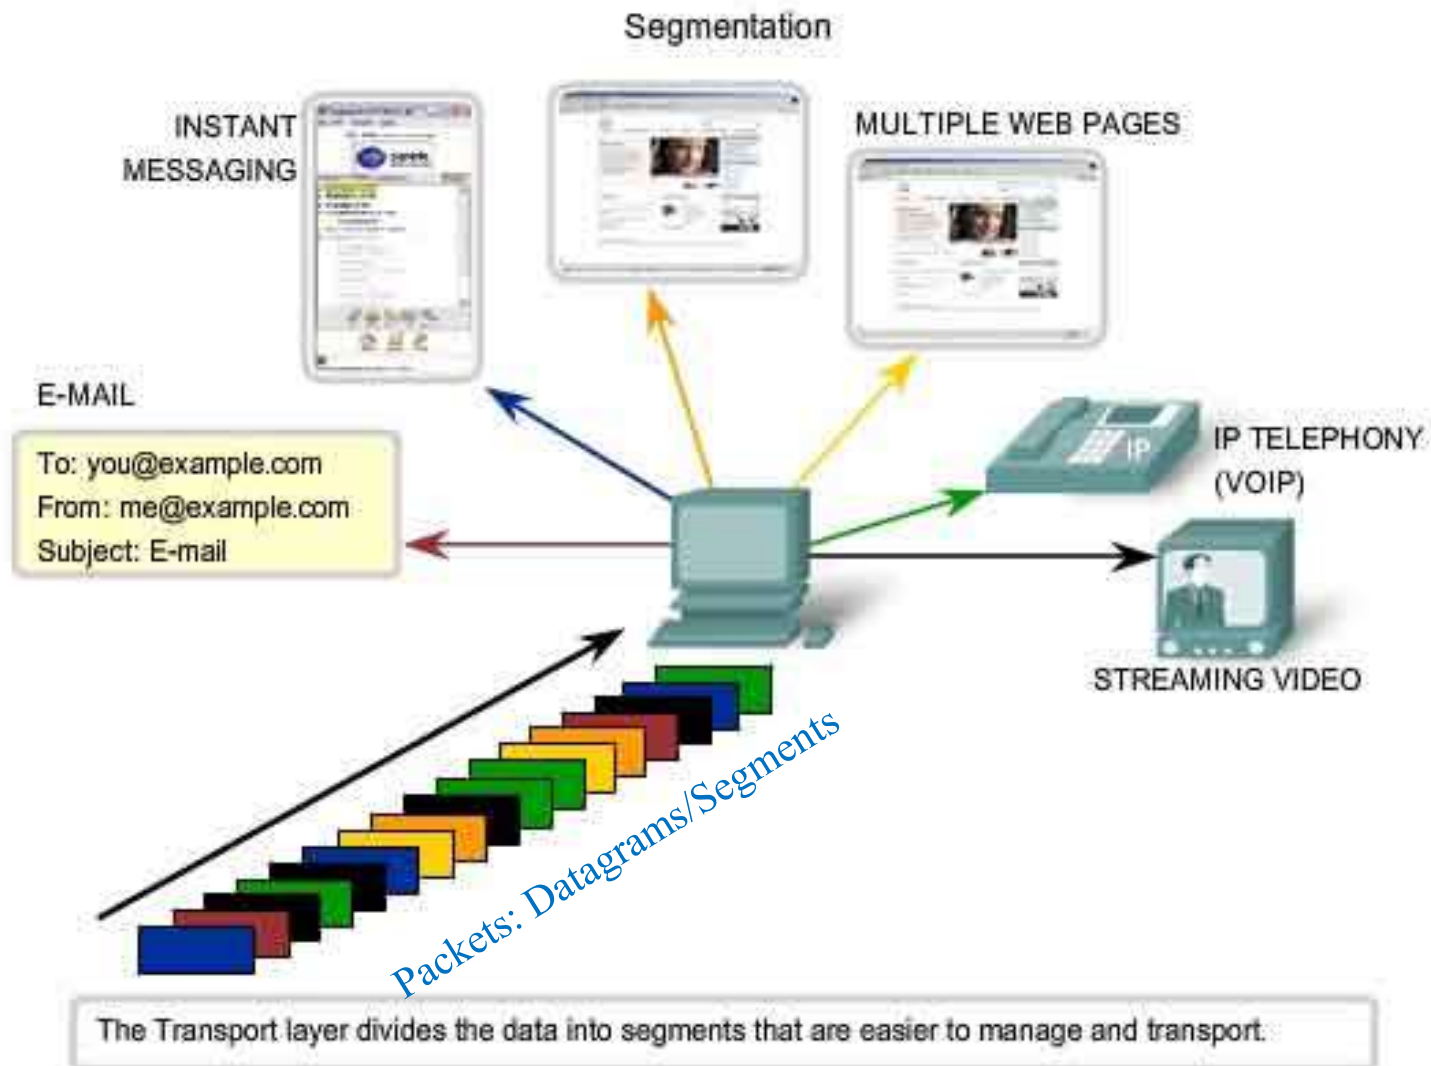 Segmentation
INSTANT
MESSAGING
MULTIPLE WEB PAGES
E-MAIL
To: you@example.com
From: me@example.com
Subject: E-mail
IP
IP TELEPHONY
(VOIP)
STREAMING VIDEO
Packets: Datagrams/Segments
The Transport layer divides the data into segments that are easier to manage and transport.